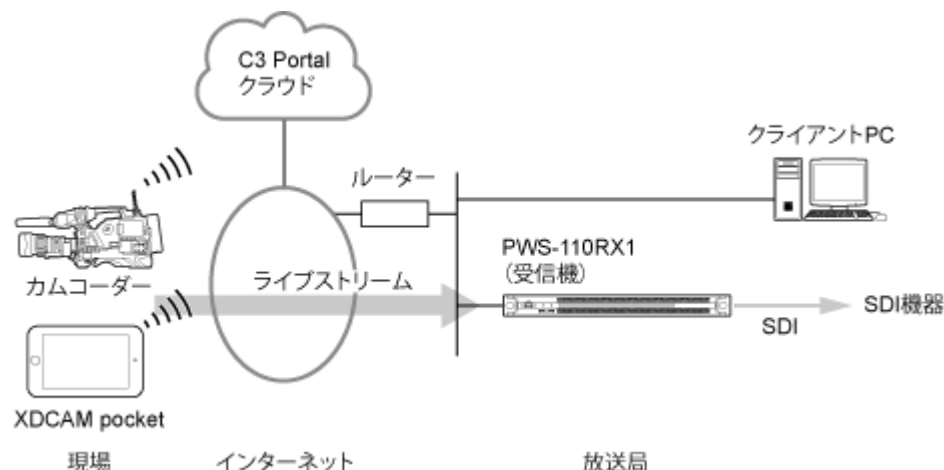 C3 Portal
クラウド
クライアントPC
ルーター
PWS-110RX1
（受信機）
カムコーダー
ライブストリーム
SDI
SDI機器
XDCAM pocket
現場
インターネット
放送局